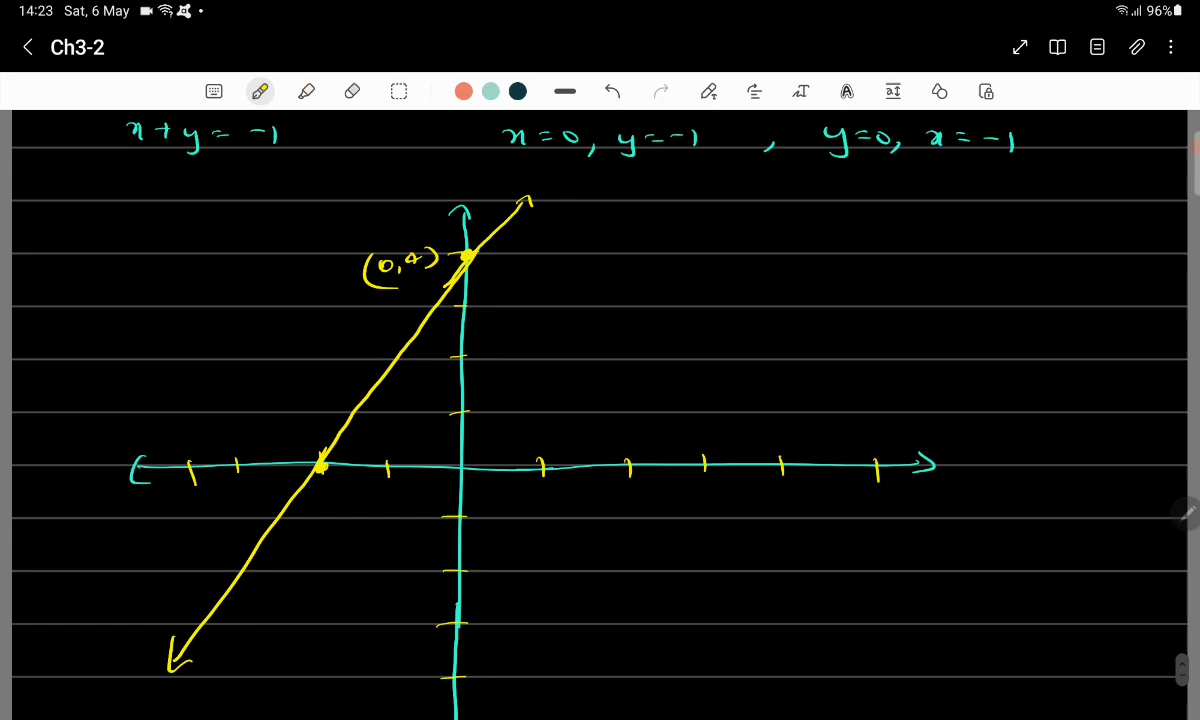 14:23 Sat, 6 May 96%
Ch3-2
x + y = -1 x = 0, y = -1 , y = 0, x = -1
(0,4)